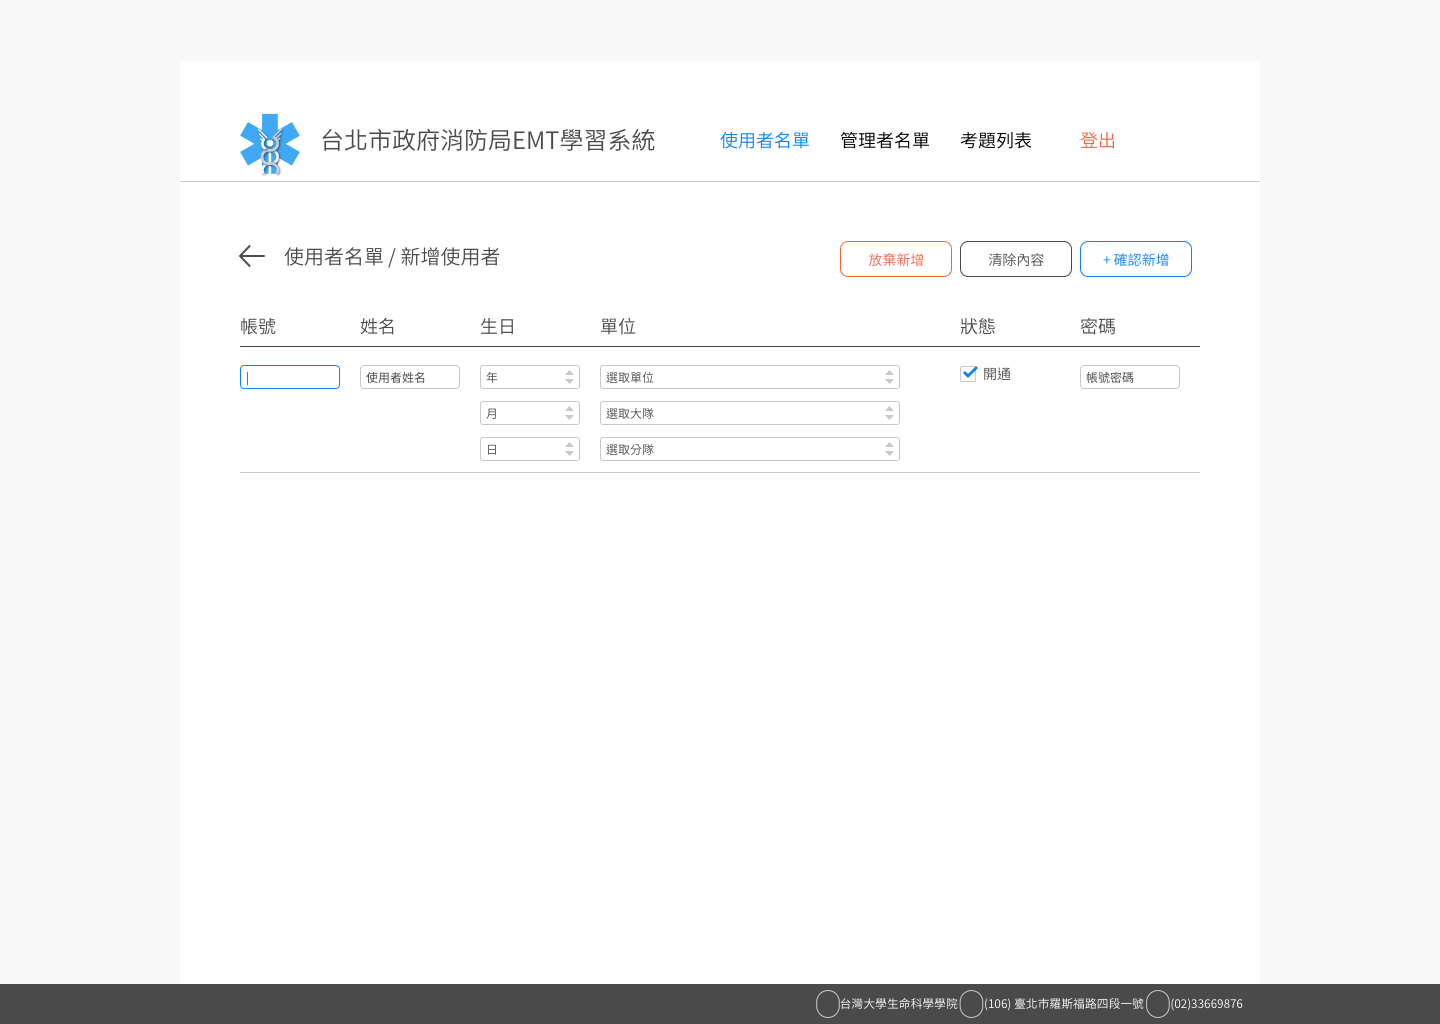 台北市政府消防局EMT學習系統 使用者名單 管理者名單 考題列表 登出
使用者名單 / 新增使用者 放棄新增 清除內容 + 確認新增
帳號 姓名 生日 單位 狀態 密碼
使用者姓名 年 選取單位 開通 帳號密碼
月 選取大隊
日 選取分隊
台灣大學生命科學學院 (106) 臺北市羅斯福路四段一號 (02)33669876